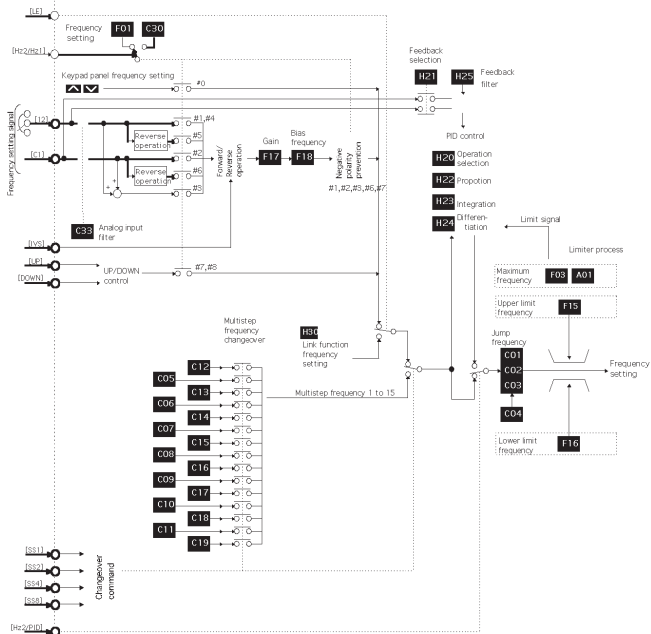 [LE]
Frequency setting
F01
C30
[Hz2/Hz1]
Keypad panel frequency setting
#0
Feedback selection
H21
H25
Feedback filter
PID control
Frequency setting signal
[12]
#1,#4
Reverse operation
#5
[C1]
#2
Reverse operation
#6
+
+
#3
Forward/Reverse operation
Gain
F17
Bias frequency
F18
Negative polarity prevention
#1,#2,#3,#6,#7
H20
Operation selection
H22
Propotion
H23
Integration
H24
Differen-tiation
C33
Analog input filter
[IVS]
[UP]
[DOWN]
UP/DOWN control
#7,#8
Limit signal
Limiter process
Maximum frequency
F03
A01
Upper limit frequency
F15
Multistep frequency changeover
H30
Link function frequency setting
Jump frequency
C01
C02
C03
C04
Frequency setting
Lower limit frequency
F16
Multistep frequency 1 to 15
C12
C05
C13
C06
C14
C07
C15
C08
C16
C09
C17
C10
C18
C11
C19
[SS1]
[SS2]
[SS4]
[SS8]
Changeover command
[Hz2/PID]